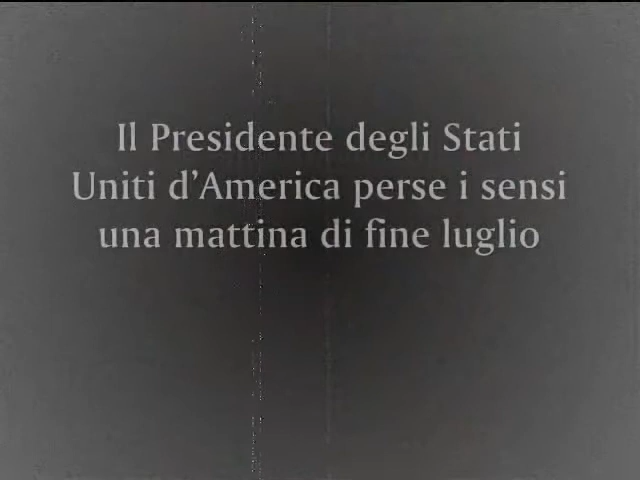 Il Presidente degli Stati
Uniti d'America perse i sensi
una mattina di fine luglio